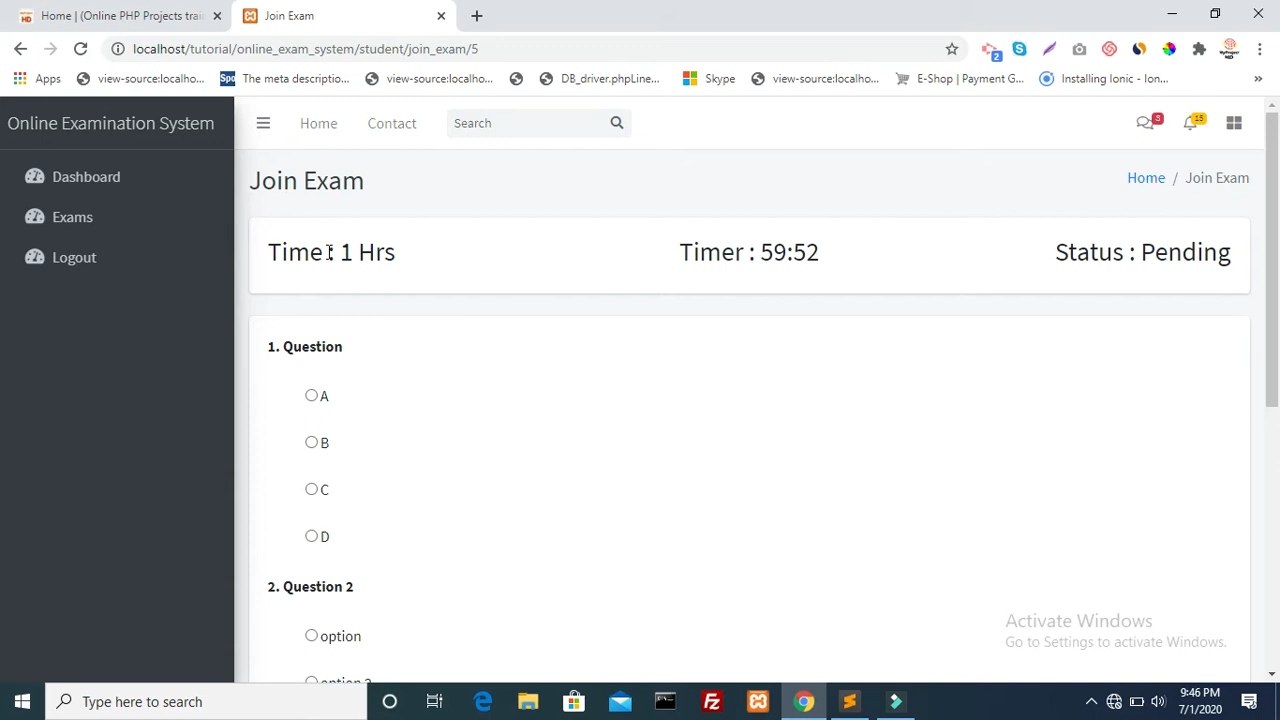 Home | (Online PHP Projects trai
Join Exam
localhost/tutorial/online_exam_system/student/join_exam/5
2
Apps
view-source:localho...
Spo
The meta descriptio...
view-source:localho...
DB_driver.phpLine...
Skype
view-source:localho...
E-Shop | Payment G...
Installing Ionic - Ion...
»
Online Examination System
Home
Contact
Search
3
15
Dashboard
Exams
Logout
Join Exam
Home / Join Exam
Time : 1 Hrs
Timer : 59:52
Status : Pending
1. Question
A
B
C
D
2. Question 2
option
option 2
Activate Windows
Go to Settings to activate Windows.
Type here to search
9:46 PM
7/1/2020